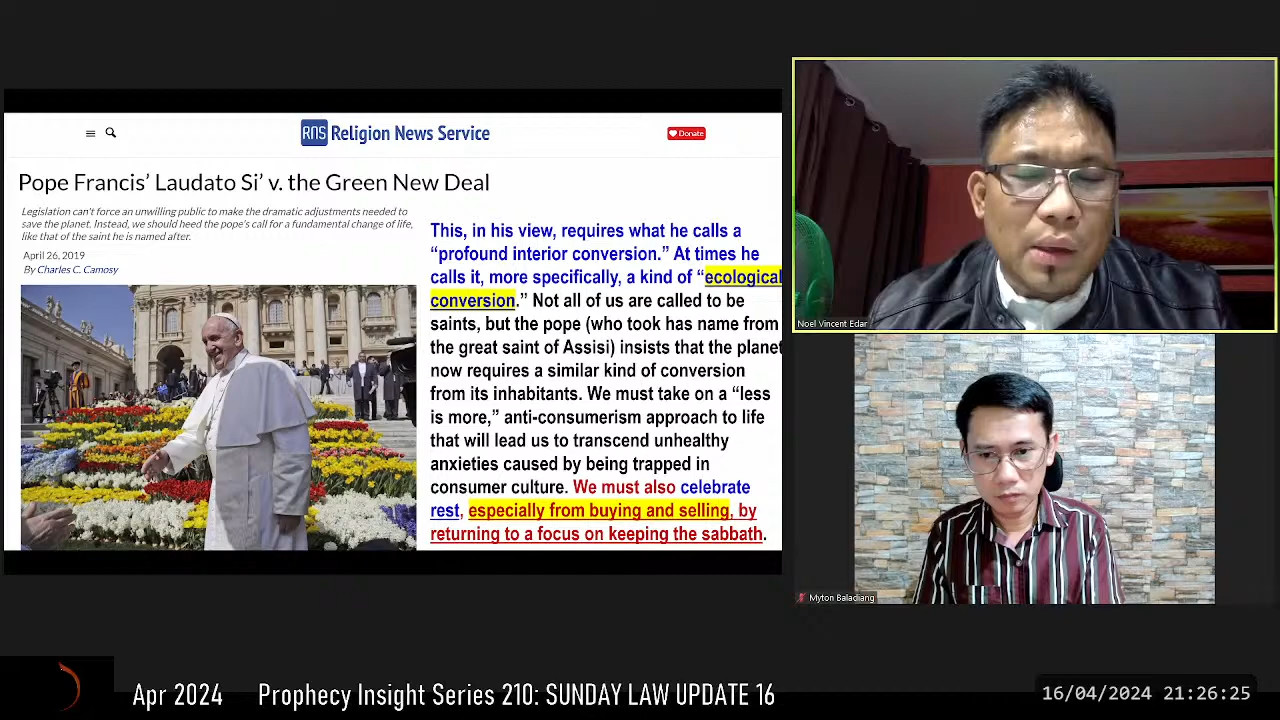 RNS Religion News Service
Donate
Pope Francis' Laudato Si' v. the Green New Deal
Legislation can't force an unwilling public to make the dramatic adjustments needed to
save the planet. Instead, we should heed the pope's call for a fundamental change of life,
like that of the saint he is named after.
April 26, 2019
By Charles C. Camosy
This, in his view, requires what he calls a
“profound interior conversion.” At times he
calls it, more specifically, a kind of “ecological
conversion.” Not all of us are called to be
saints, but the pope (who took has name from
the great saint of Assisi) insists that the planet
now requires a similar kind of conversion
from its inhabitants. We must take on a “less
is more,” anti-consumerism approach to life
that will lead us to transcend unhealthy
anxieties caused by being trapped in
consumer culture. We must also celebrate
rest, especially from buying and selling, by
returning to a focus on keeping the sabbath.
Noel Vincent Edar
Myton Baladiang
Apr 2024 Prophecy Insight Series 210: SUNDAY LAW UPDATE 16
16/04/2024 21:26:25